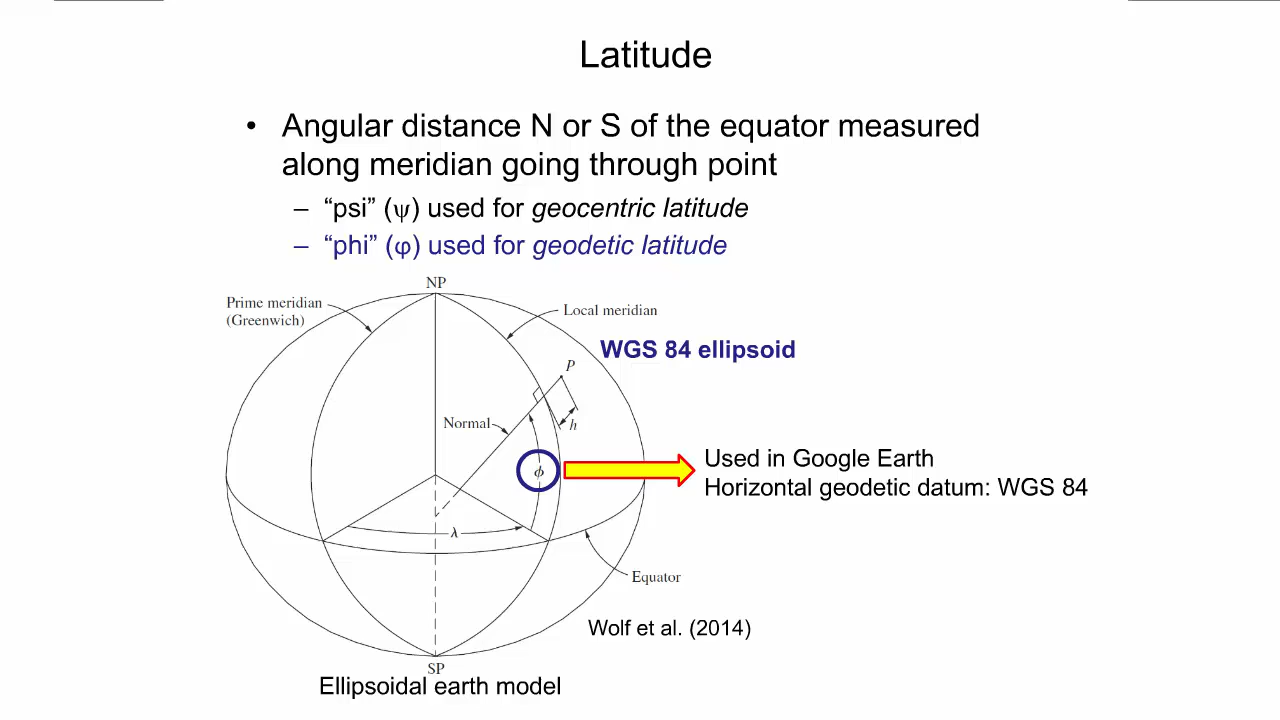 Latitude
• Angular distance N or S of the equator measured
along meridian going through point
– “psi” (ψ) used for geocentric latitude
– “phi” (φ) used for geodetic latitude
NP
Prime meridian
(Greenwich)
Local meridian
WGS 84 ellipsoid
P
Normal
h
ϕ
Used in Google Earth
Horizontal geodetic datum: WGS 84
λ
Equator
Wolf et al. (2014)
SP
Ellipsoidal earth model